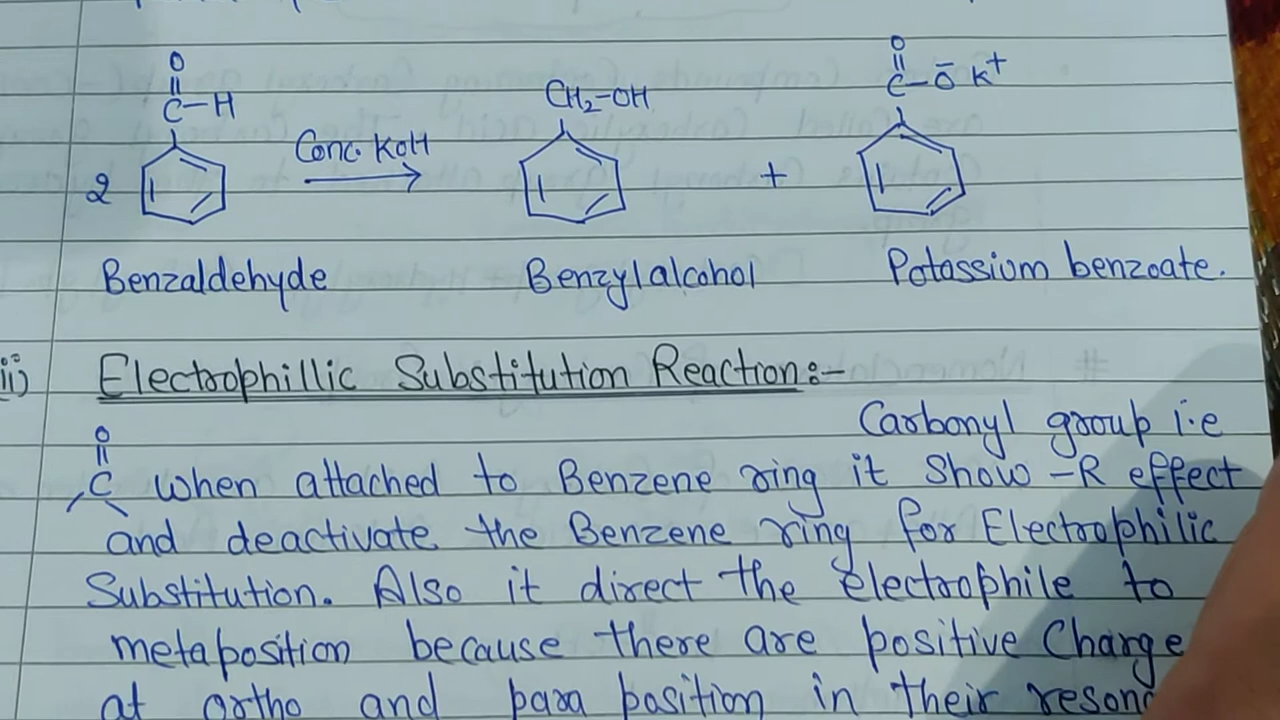 O
||
C-H
2
Conc. KOH
CH₂-OH
+
O
||
C-Ō K⁺
Benzaldehyde
Benzylalcohol
Potassium benzoate.
ii) Electrophillic Substitution Reaction:-
Carbonyl group i.e
O
||
C when attached to Benzene ring it Show -R effect
and deactivate the Benzene ring for Electrophilic
Substitution. Also it direct the electrophile to
metaposition because there are positive Charge
at ortho and para position in their